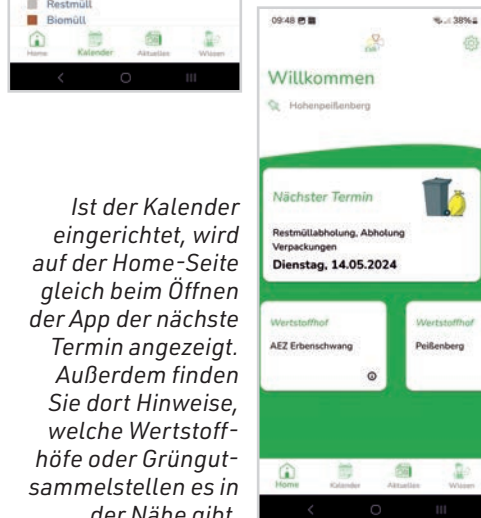 Restmüll
Biomüll
Home Kalender Aktuelles Wissen
Ist der Kalender
eingerichtet, wird
auf der Home-Seite
gleich beim Öffnen
der App der nächste
Termin angezeigt.
Außerdem finden
Sie dort Hinweise,
welche Wertstoff-
höfe oder Grüngut-
sammelstellen es in
der Nähe gibt.
09:48 38%
EVA
Willkommen
Hohenpeißenberg
Nächster Termin
Restmüllabholung, Abholung
Verpackungen
Dienstag, 14.05.2024
Wertstoffhof
AEZ Erbenschwang
Wertstoffhof
Peißenberg
Home Kalender Aktuelles Wissen